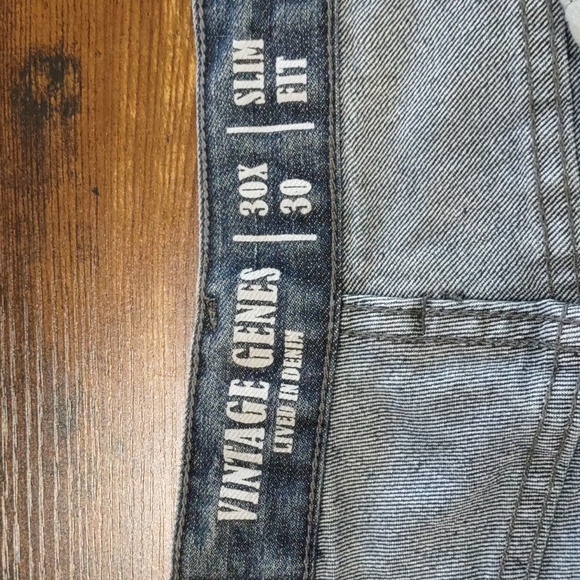 VINTAGE GENES
LIVED IN DENIM
30X
30
SLIM
FIT